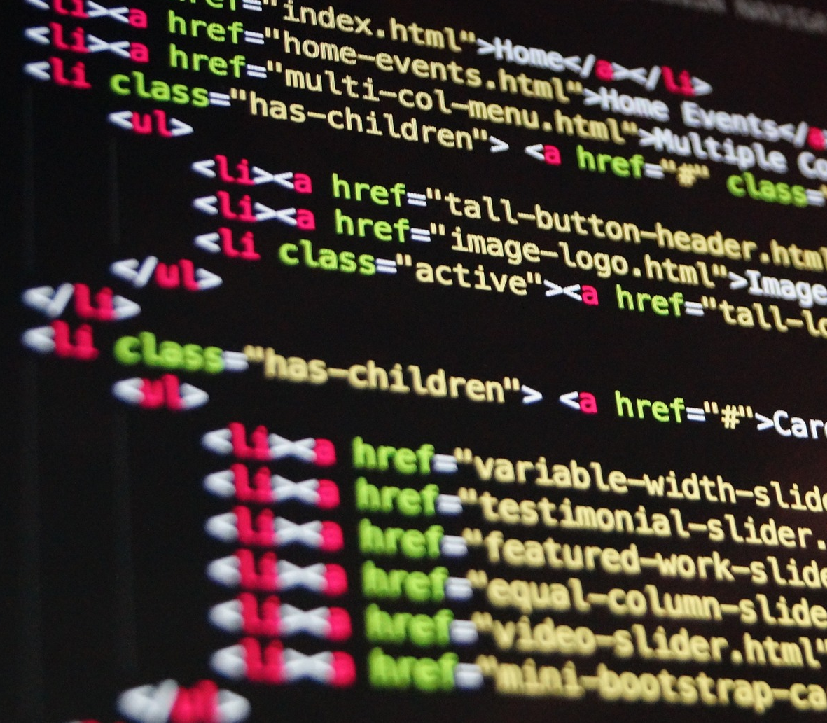 <li><a href="index.html">Home</a></li>
<li><a href="home-events.html">Home Events</a>
<li><a href="multi-col-menu.html">Multiple Co
<li class="has-children"> <a href="#" class="
<ul>
<li><a href="tall-button-header.html
<li><a href="image-logo.html">Image
<li class="active"><a href="tall-lo
</ul>
</li>
<li class="has-children"> <a href="#">Car
<ul>
<li><a href="variable-width-slide
<li><a href="testimonial-slider.
<li><a href="featured-work-slide
<li><a href="equal-column-slide
<li><a href="video-slider.html"
<li><a href="mini-bootstrap-ca
</ul>